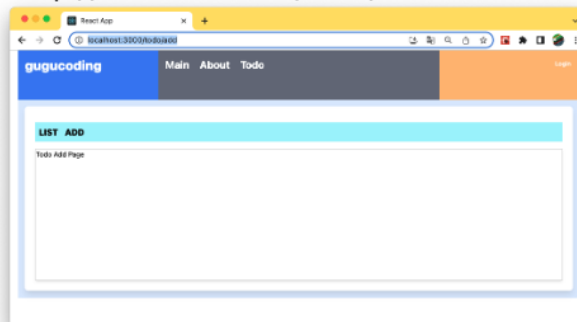 React App
localhost:3000/todo/add
gugucoding Main About Todo Login
LIST ADD
Todo Add Page